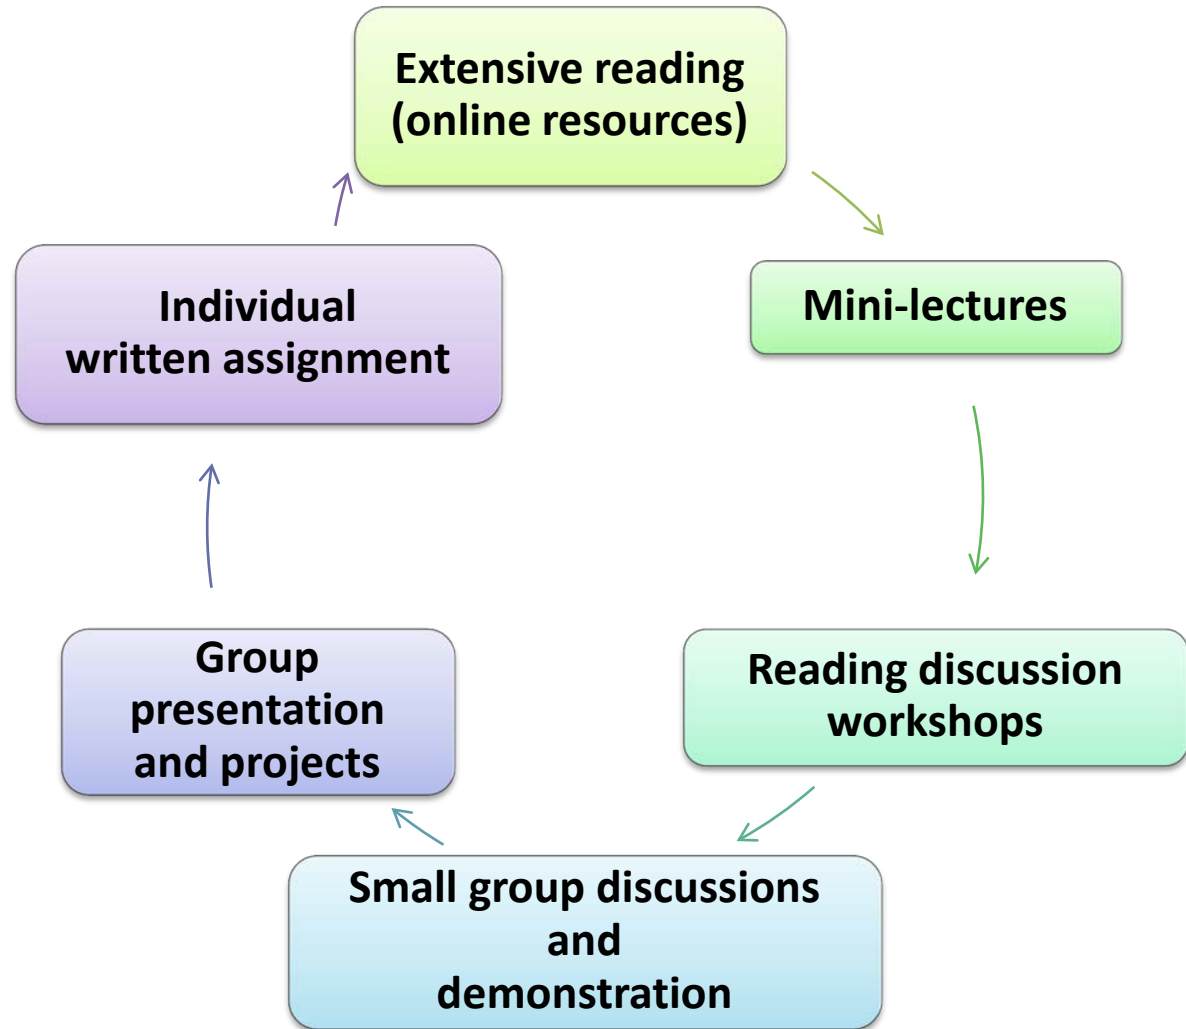 Extensive reading
(online resources)
Mini-lectures
Reading discussion
workshops
Small group discussions
and
demonstration
Group
presentation
and projects
Individual
written assignment